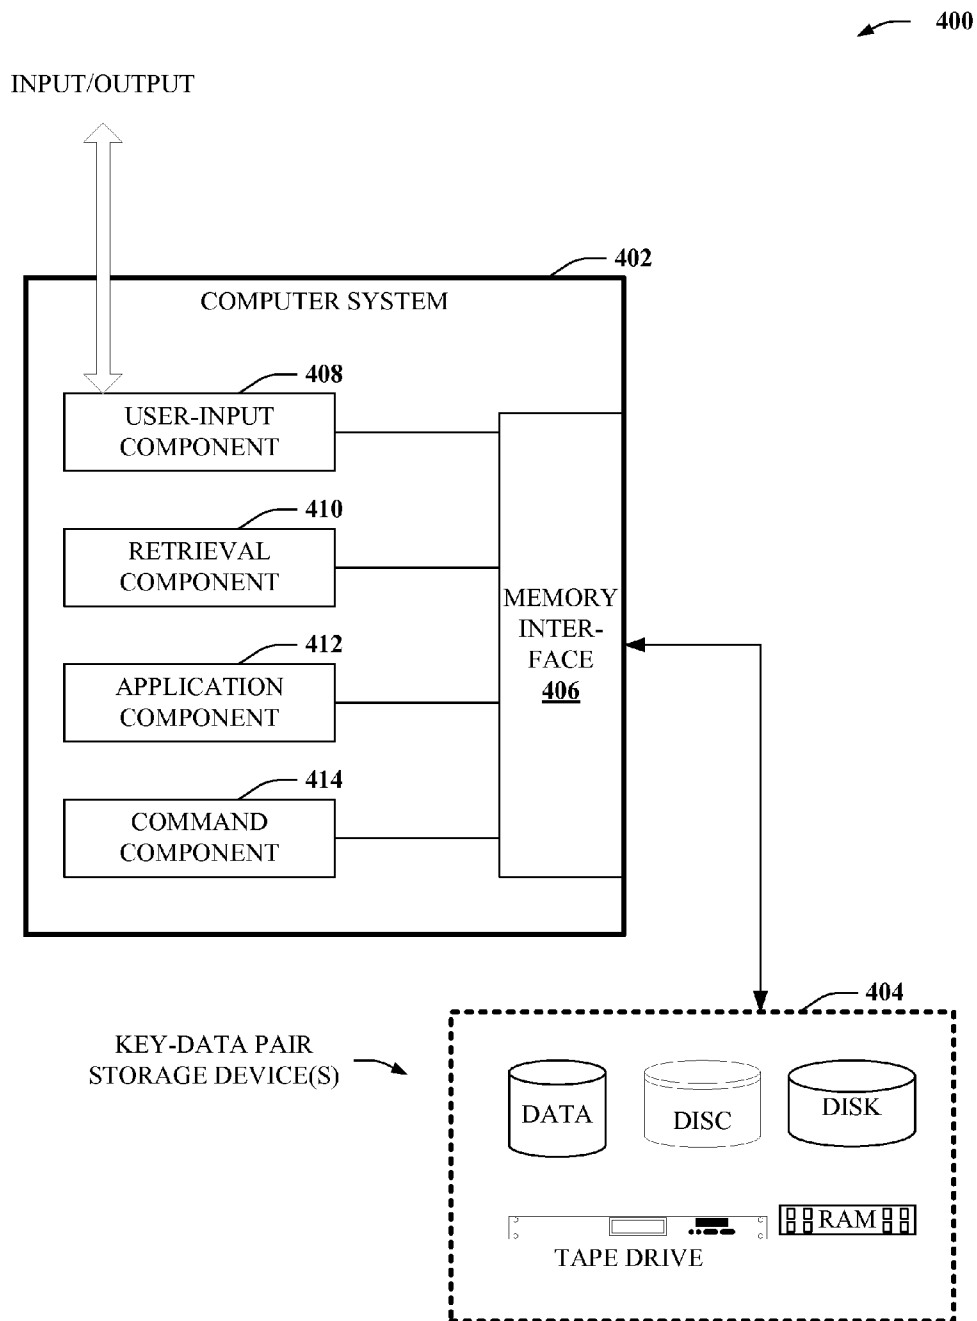 400
INPUT/OUTPUT
402
COMPUTER SYSTEM
408
USER-INPUT
COMPONENT
410
RETRIEVAL
COMPONENT
MEMORY
INTER-
FACE
406
412
APPLICATION
COMPONENT
414
COMMAND
COMPONENT
404
KEY-DATA PAIR
STORAGE DEVICE(S)
DATA
DISC
DISK
RAM
TAPE DRIVE